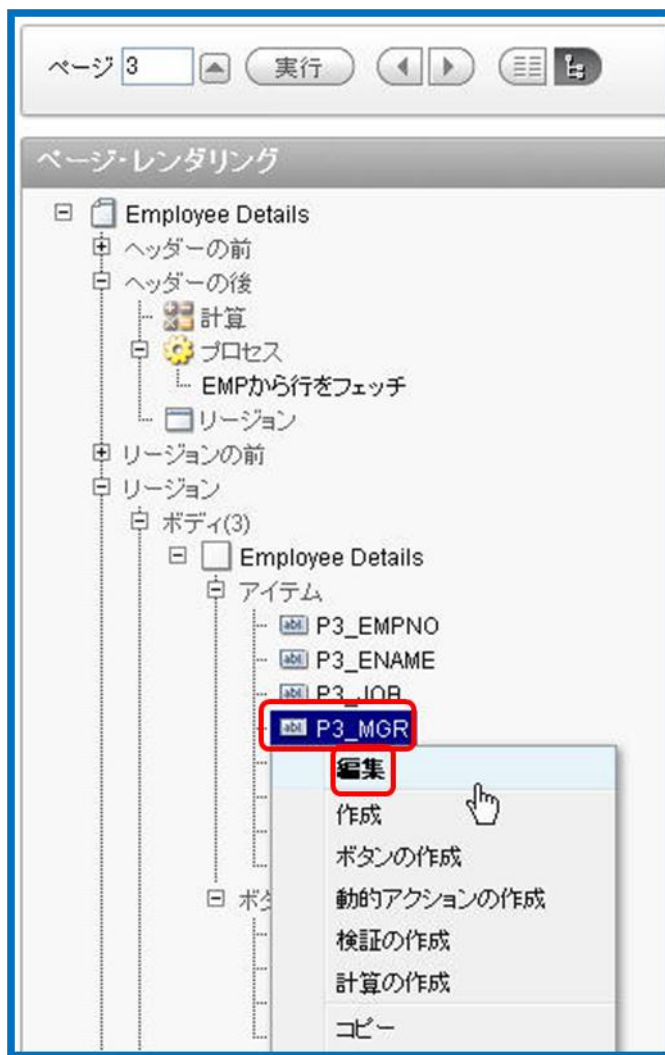 ページ 3 実行
ページ・レンダリング
Employee Details
ヘッダーの前
ヘッダーの後
計算
プロセス
EMPから行をフェッチ
リージョン
リージョンの前
リージョン
ボディ(3)
Employee Details
アイテム
P3_EMPNO
P3_ENAME
P3_JOB
P3_MGR
編集
作成
ボタンの作成
ボタ
動的アクションの作成
検証の作成
計算の作成
コピー